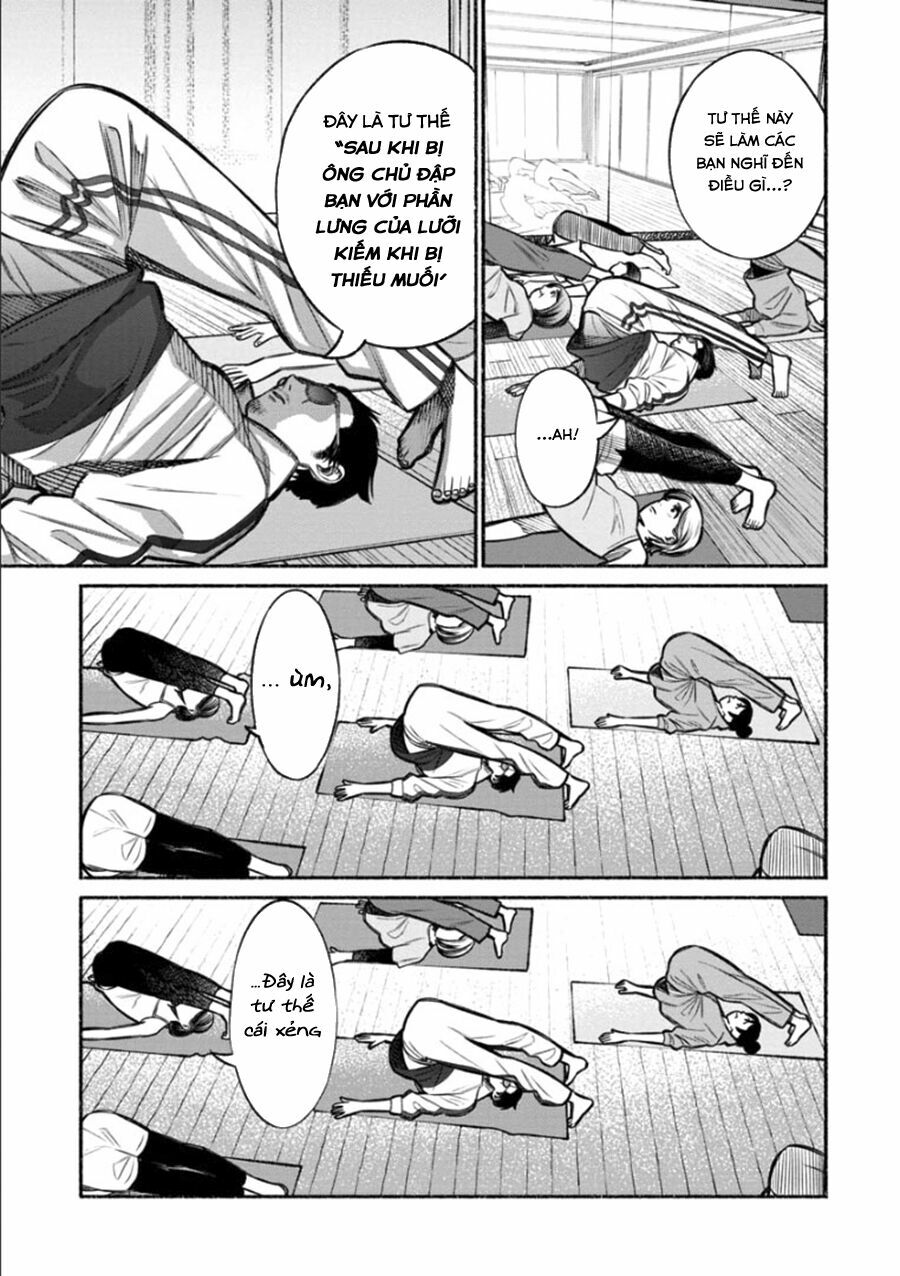 TƯ THẾ NÀY
SẼ LÀM CÁC
BẠN NGHĨ ĐẾN
ĐIỀU GÌ...?
...AH!
ĐÂY LÀ TƯ THẾ
"SAU KHI BỊ
ÔNG CHỦ ĐẬP
BẠN VỚI PHẦN
LƯNG CỦA LƯỠI
KIẾM KHI BỊ
THIẾU MUỐI'
... ÙM,
...Đây là
tư thế
cái xẻng